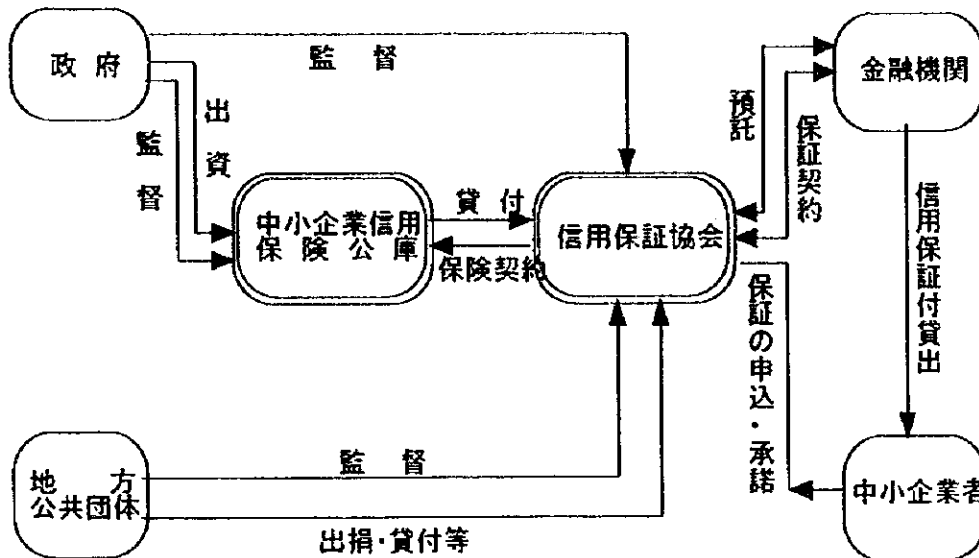 政府
監督
金融機関
出資
監督
預託
保証契約
中小企業信用
保険公庫
貸付
信用保証協会
保険契約
信用保証付貸出
保証の申込・承諾
地方
公共団体
監督
中小企業者
出捐・貸付等